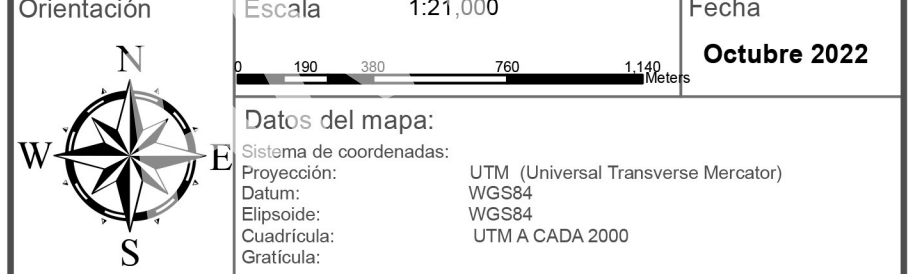 Orientación
Escala 1:21,000
Fecha
Octubre 2022
N
W E
S
0 190 380 760 1,140
Meters
Datos del mapa:
Sistema de coordenadas:
Proyección: UTM (Universal Transverse Mercator)
Datum: WGS84
Elipsoide: WGS84
Cuadrícula: UTM A CADA 2000
Gratícula: